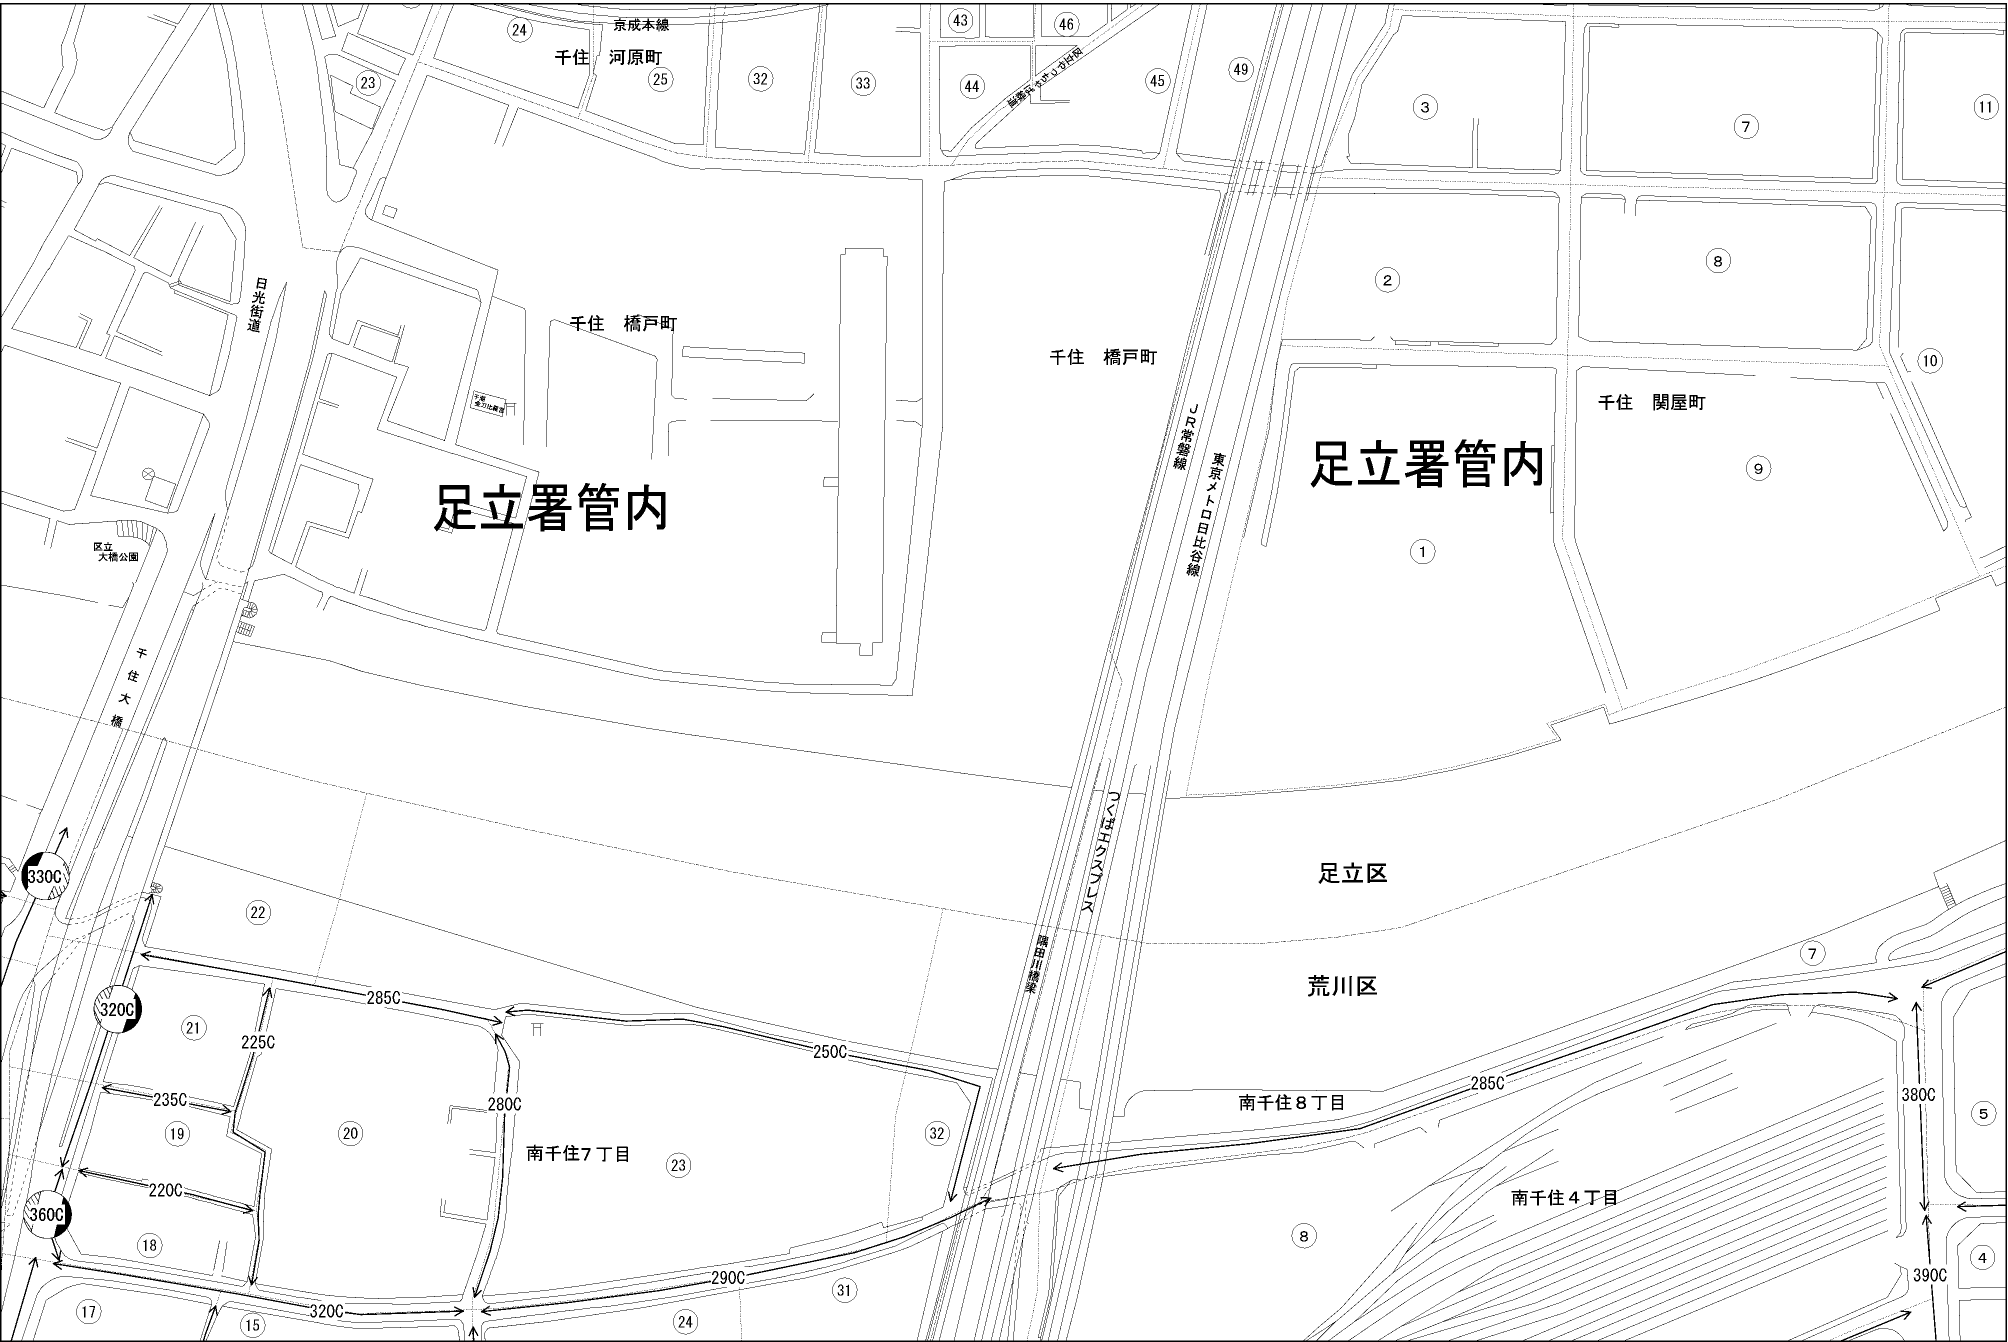 43
46
24
京成本線
千住 河原町
23
25
32
33
44
45
49
3
7
11
8
2
日光街道
千住 橋戸町
千住 橋戸町
10
千住 関屋町
JR常磐線
東京メトロ日比谷線
足立署管内
足立署管内
9
1
区立
大橋公園
千住大橋
つくばエクスプレス
足立区
330C
22
隅田川橋梁
7
荒川区
285C
320C
21
225C
250C
285C
380C
235C
280C
南千住8丁目
5
19
20
32
南千住7丁目
23
220C
南千住4丁目
360C
18
8
4
290C
390C
31
320C
17
15
24